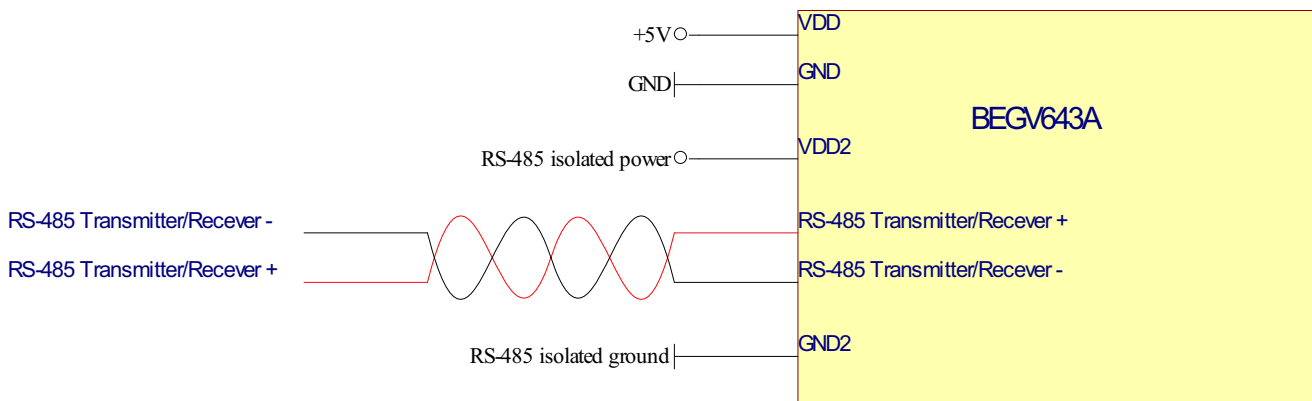 +5V
VDD
GND
GND
BEGV643A
RS-485 isolated power
VDD2
RS-485 Transmitter/Recever -
RS-485 Transmitter/Recever +
RS-485 Transmitter/Recever +
RS-485 Transmitter/Recever -
RS-485 isolated ground
GND2